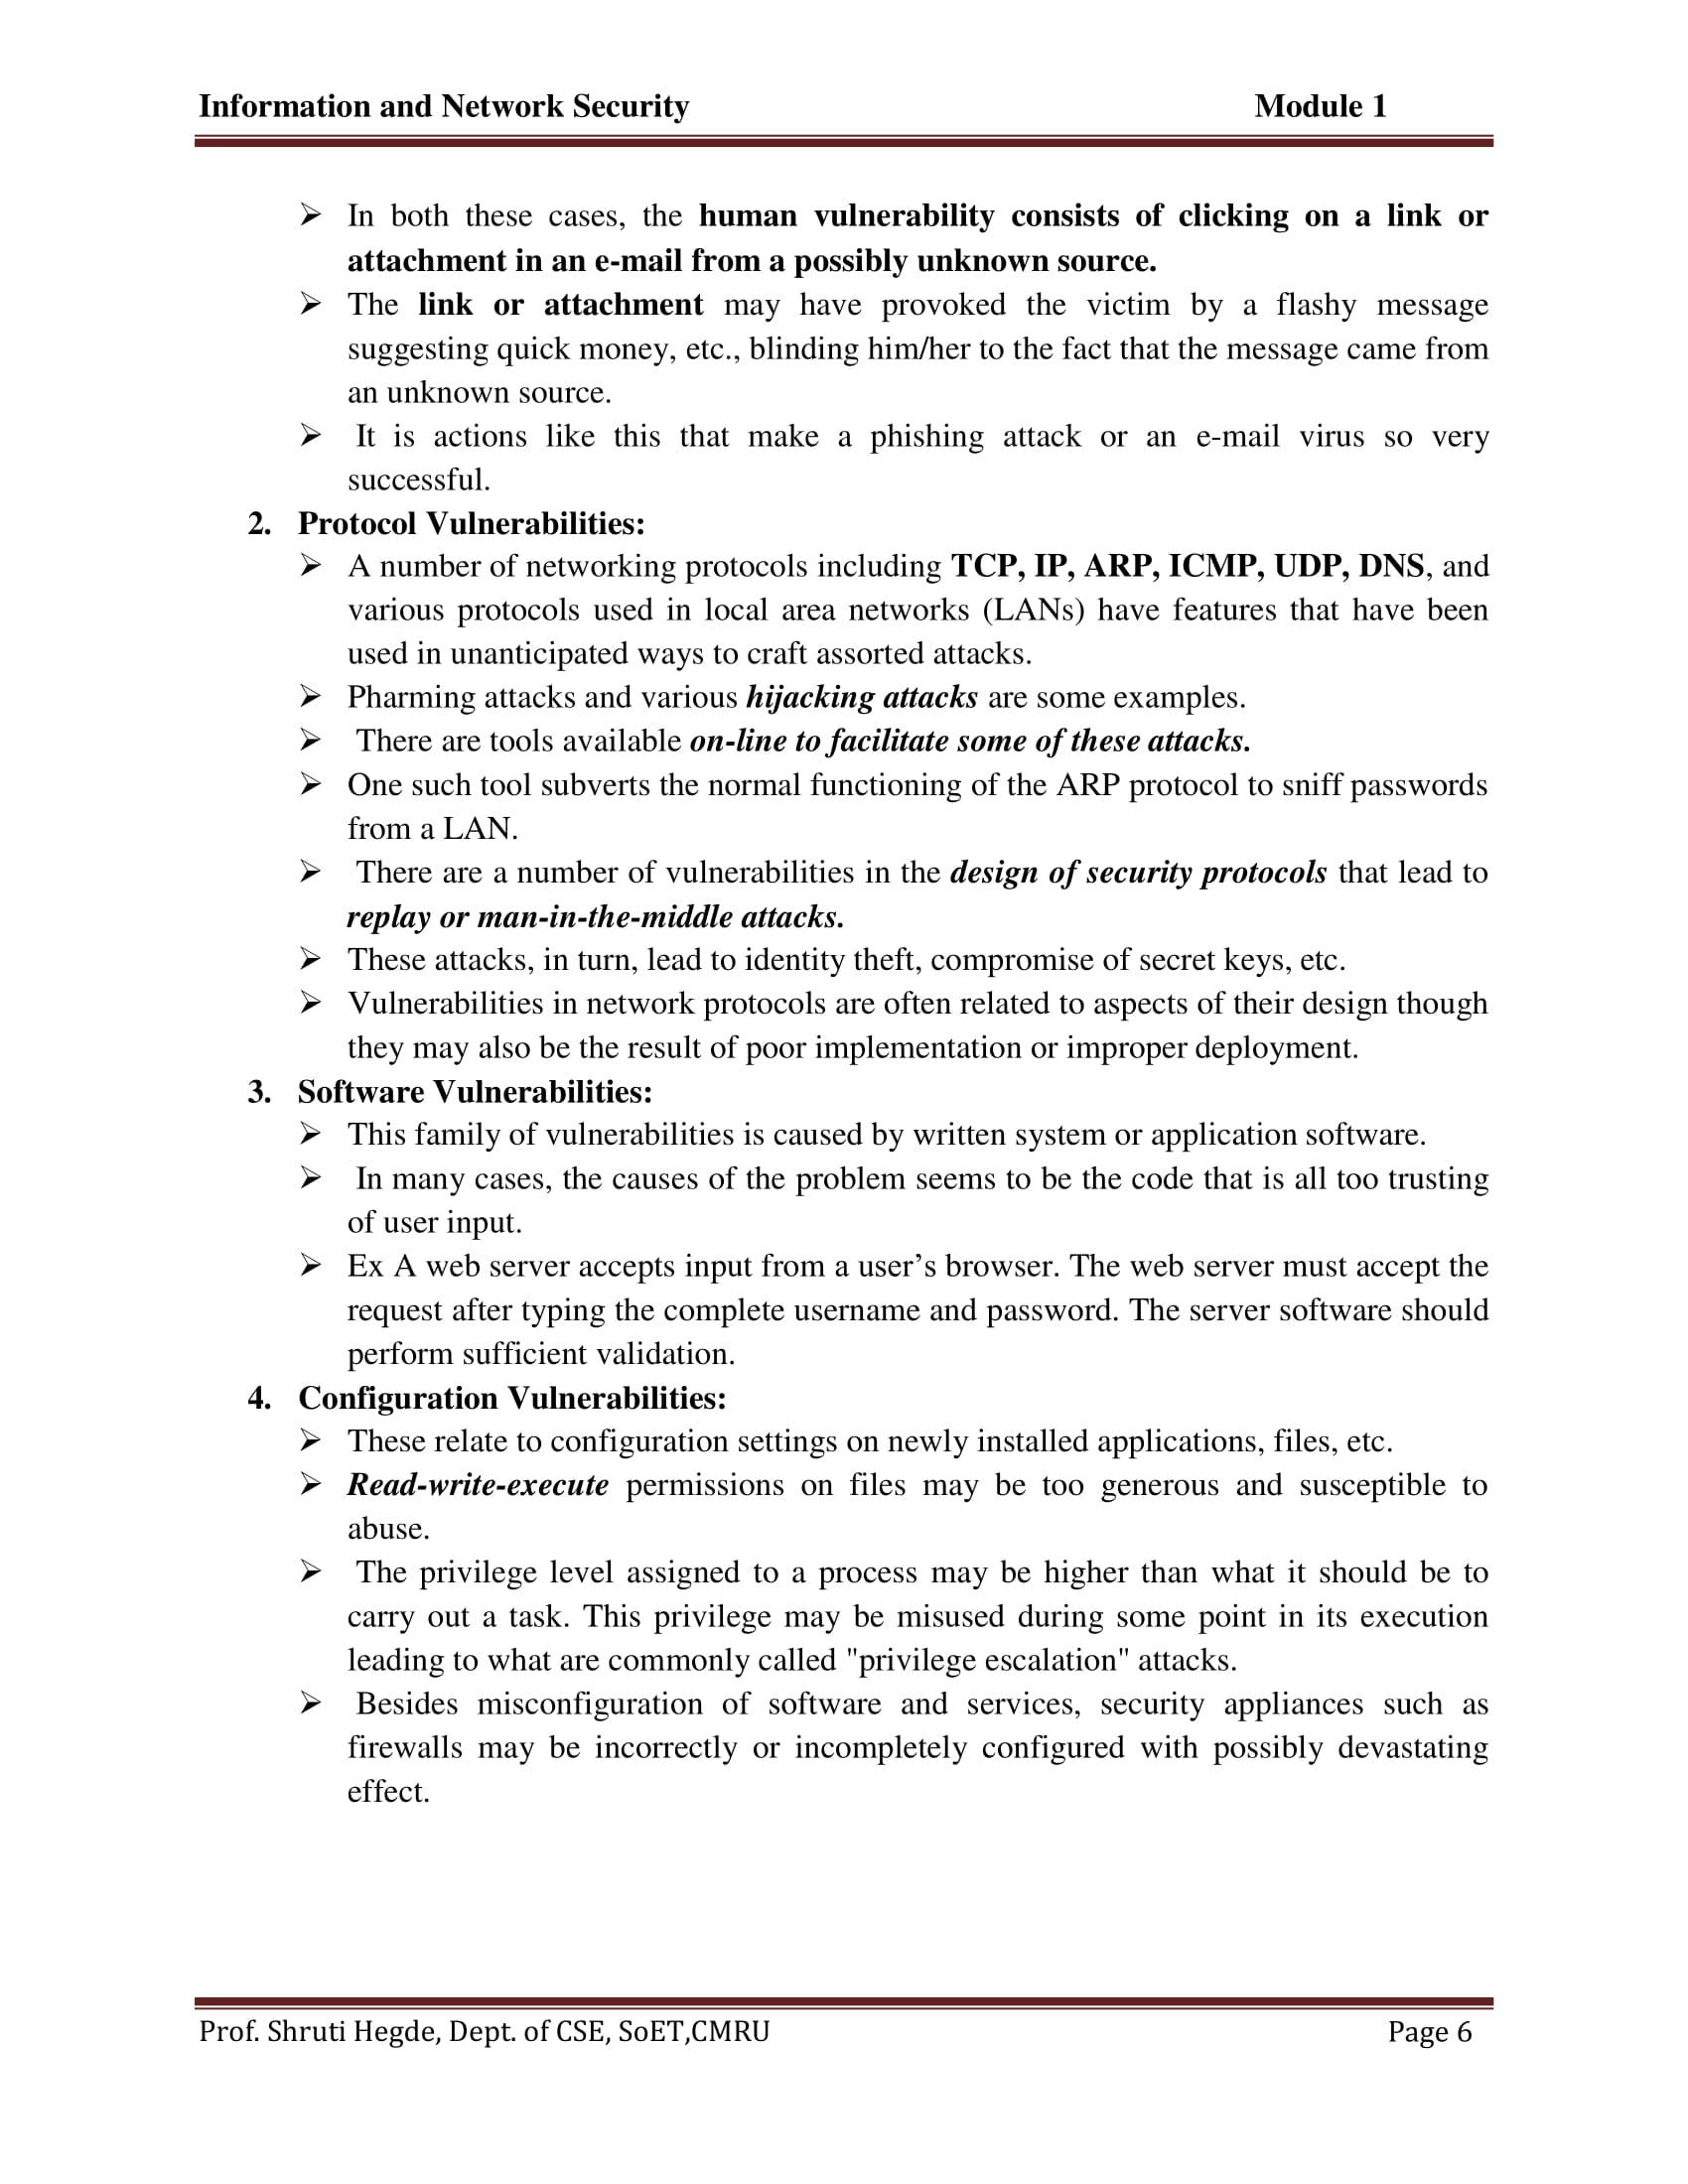 Information and Network Security Module 1
➢ In both these cases, the human vulnerability consists of clicking on a link or
attachment in an e-mail from a possibly unknown source.
➢ The link or attachment may have provoked the victim by a flashy message
suggesting quick money, etc., blinding him/her to the fact that the message came from
an unknown source.
➢ It is actions like this that make a phishing attack or an e-mail virus so very
successful.
2. Protocol Vulnerabilities:
➢ A number of networking protocols including TCP, IP, ARP, ICMP, UDP, DNS, and
various protocols used in local area networks (LANs) have features that have been
used in unanticipated ways to craft assorted attacks.
➢ Pharming attacks and various hijacking attacks are some examples.
➢ There are tools available on-line to facilitate some of these attacks.
➢ One such tool subverts the normal functioning of the ARP protocol to sniff passwords
from a LAN.
➢ There are a number of vulnerabilities in the design of security protocols that lead to
replay or man-in-the-middle attacks.
➢ These attacks, in turn, lead to identity theft, compromise of secret keys, etc.
➢ Vulnerabilities in network protocols are often related to aspects of their design though
they may also be the result of poor implementation or improper deployment.
3. Software Vulnerabilities:
➢ This family of vulnerabilities is caused by written system or application software.
➢ In many cases, the causes of the problem seems to be the code that is all too trusting
of user input.
➢ Ex A web server accepts input from a user’s browser. The web server must accept the
request after typing the complete username and password. The server software should
perform sufficient validation.
4. Configuration Vulnerabilities:
➢ These relate to configuration settings on newly installed applications, files, etc.
➢ Read-write-execute permissions on files may be too generous and susceptible to
abuse.
➢ The privilege level assigned to a process may be higher than what it should be to
carry out a task. This privilege may be misused during some point in its execution
leading to what are commonly called "privilege escalation" attacks.
➢ Besides misconfiguration of software and services, security appliances such as
firewalls may be incorrectly or incompletely configured with possibly devastating
effect.
Prof. Shruti Hegde, Dept. of CSE, SoET,CMRU Page 6